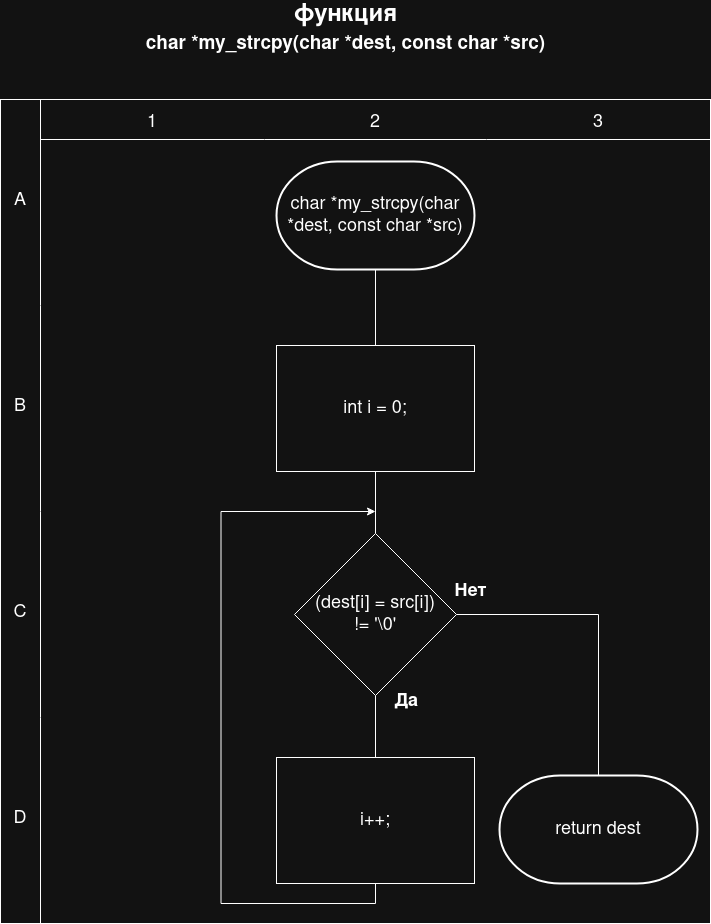 функция
char *my_strcpy(char *dest, const char *src)
1
2
3
A
char *my_strcpy(char
*dest, const char *src)
B
int i = 0;
C
(dest[i] = src[i])
!= '\0'
Нет
Да
D
i++;
return dest